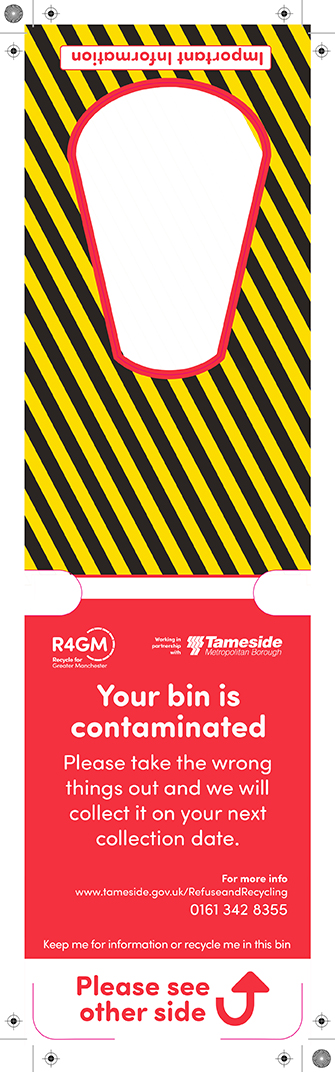 Important Information
R4GM
Recycle for
Greater Manchester
Working in
partnership
with
Tameside
Metropolitan Borough
Your bin is
contaminated
Please take the wrong
things out and we will
collect it on your next
collection date.
For more info
www.tameside.gov.uk/RefuseandRecycling
0161 342 8355
Keep me for information or recycle me in this bin
Please see
other side